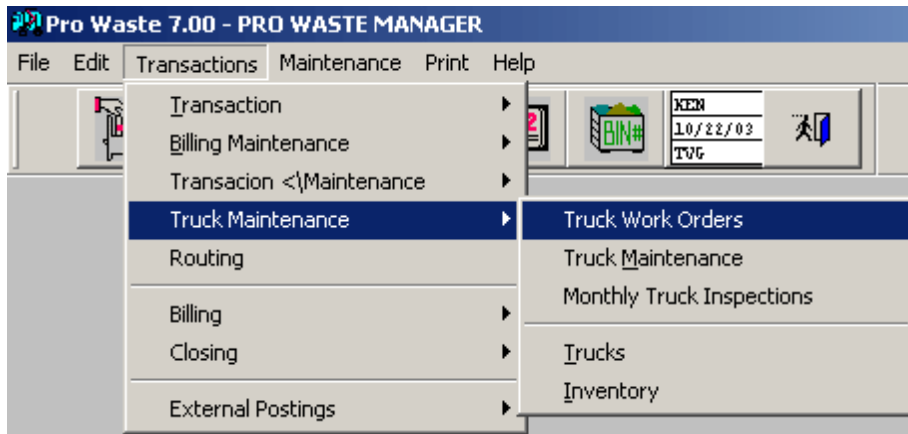 Pro Waste 7.00 - PRO WASTE MANAGER
File Edit Transactions Maintenance Print Help
Transaction
Billing Maintenance
Transacion <\Maintenance
Truck Maintenance
Routing
Billing
Closing
External Postings
2
BIN#
KEN
10/22/03
TVG
Truck Work Orders
Truck Maintenance
Monthly Truck Inspections
Trucks
Inventory